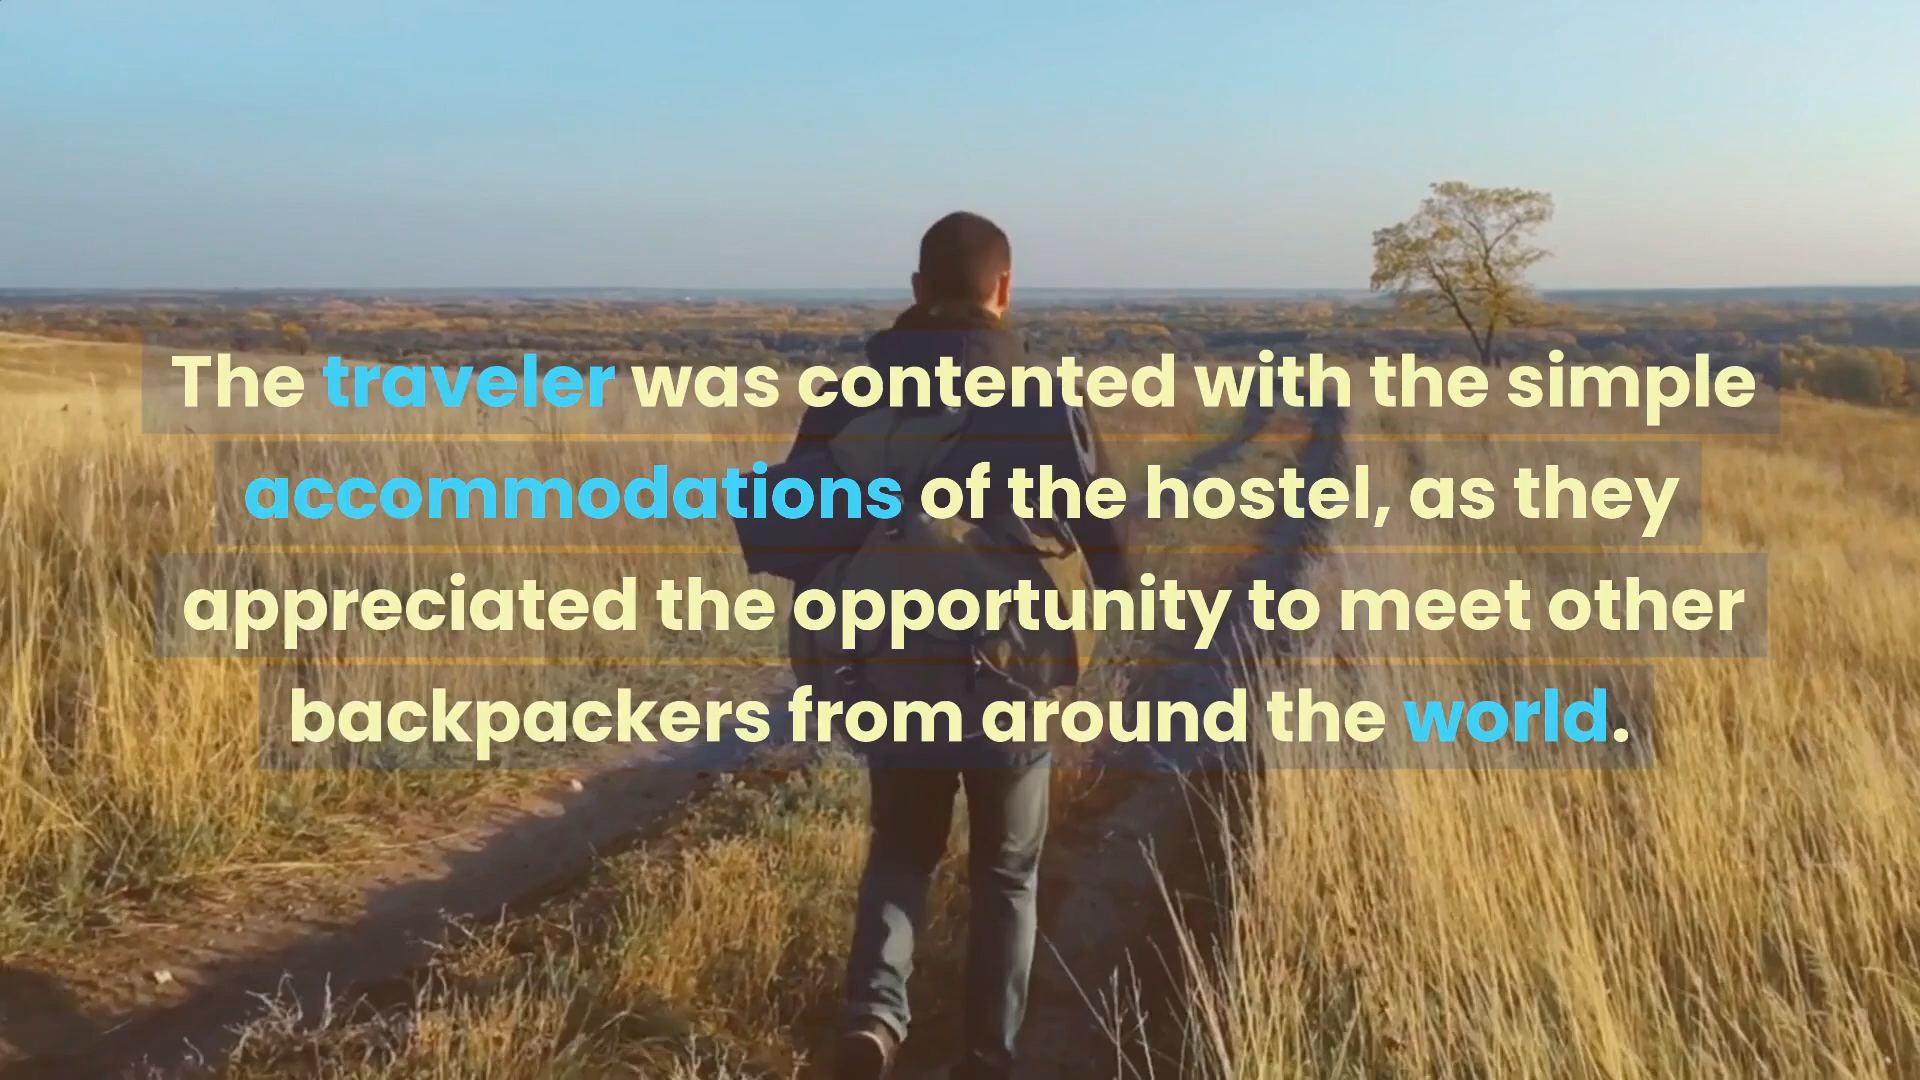 The traveler was contented with the simple
accommodations of the hostel, as they
appreciated the opportunity to meet other
backpackers from around the world.